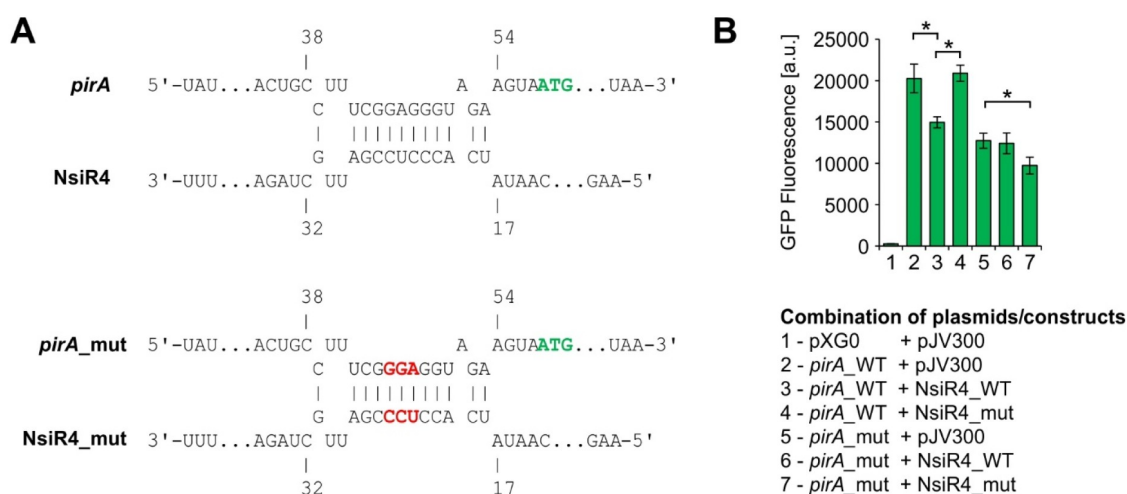 A
38 54
pirA 5'-UAU...ACUGC UU A AGUAATG...UAA-3'
C UCGGAGGGU GA
G AGCCUCCCA CU
NsiR4 3'-UUU...AGAUC UU AUAAC...GAA-5'
32 17
38 54
pirA_mut 5'-UAU...ACUGC UU A AGUAATG...UAA-3'
C UCGGGAGGU GA
G AGCCCUCCA CU
NsiR4_mut 3'-UUU...AGAUC UU AUAAC...GAA-5'
32 17
B
GFP Fluorescence [a.u.]
25000
20000
15000
10000
5000
0
* * *
1 2 3 4 5 6 7
Combination of plasmids/constructs
1 - pXG0 + pJV300
2 - pirA_WT + pJV300
3 - pirA_WT + NsiR4_WT
4 - pirA_WT + NsiR4_mut
5 - pirA_mut + pJV300
6 - pirA_mut + NsiR4_WT
7 - pirA_mut + NsiR4_mut